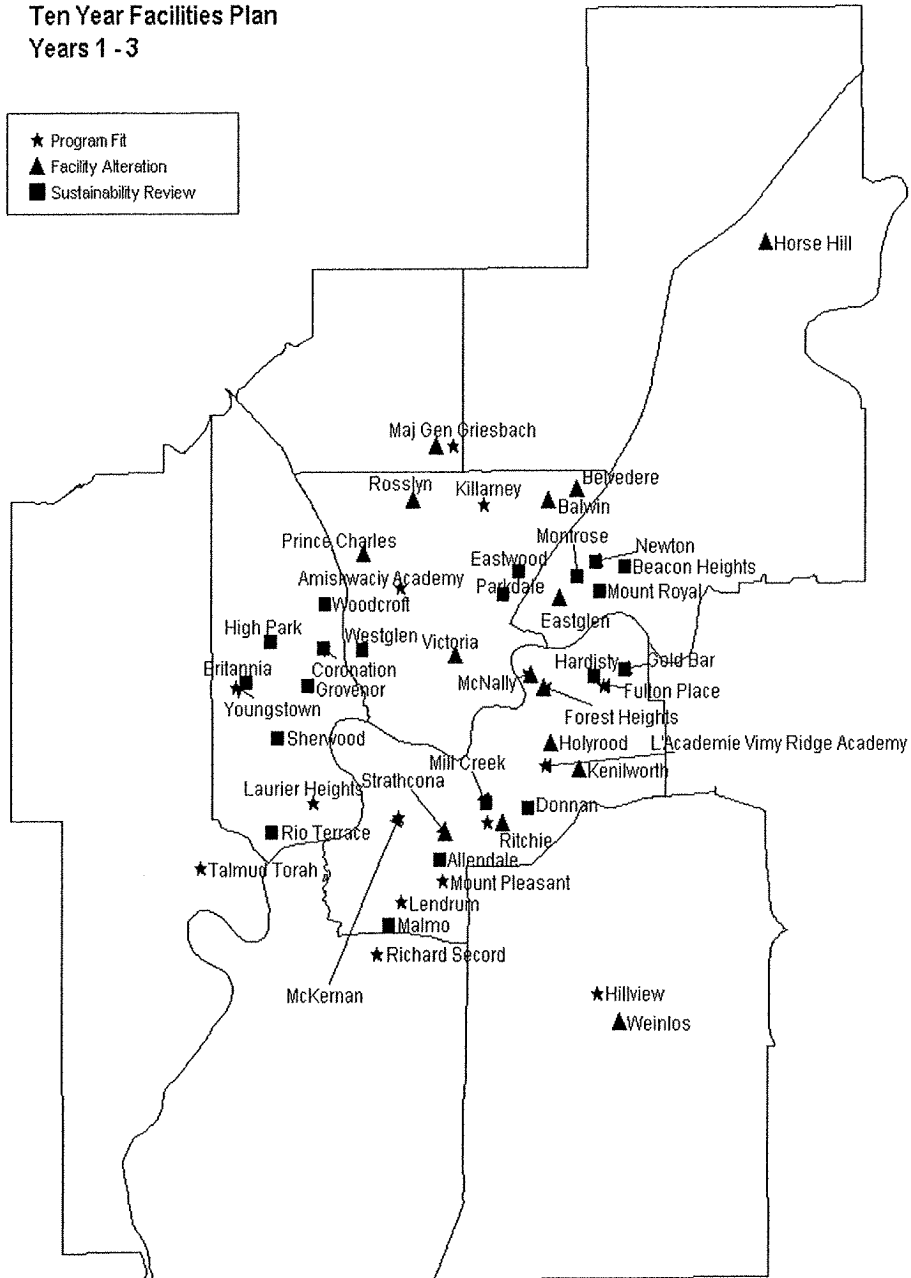 Ten Year Facilities Plan
Years 1 - 3
Program Fit
Facility Alteration
Sustainability Review
Horse Hill
Maj Gen Griesbach
Rosslyn
Killarney
Belvedere
Balwin
Prince Charles
Montrose
Newton
Eastwood
Beacon Heights
Amiskwaciy Academy
Parkdale
Mount Royal
Woodcroft
Eastglen
High Park
Westglen
Victoria
Hardisty
Gold Bar
Britannia
Coronation
McNally
Grovenor
Fulton Place
Youngstown
Forest Heights
Sherwood
Holyrood
L'Academie Vimy Ridge Academy
Mill Creek
Kenilworth
Strathcona
Laurier Heights
Donnan
Rio Terrace
Ritchie
Allendale
Talmud Torah
Mount Pleasant
Lendrum
Malmo
Richard Secord
McKernan
Hillview
Weinlos